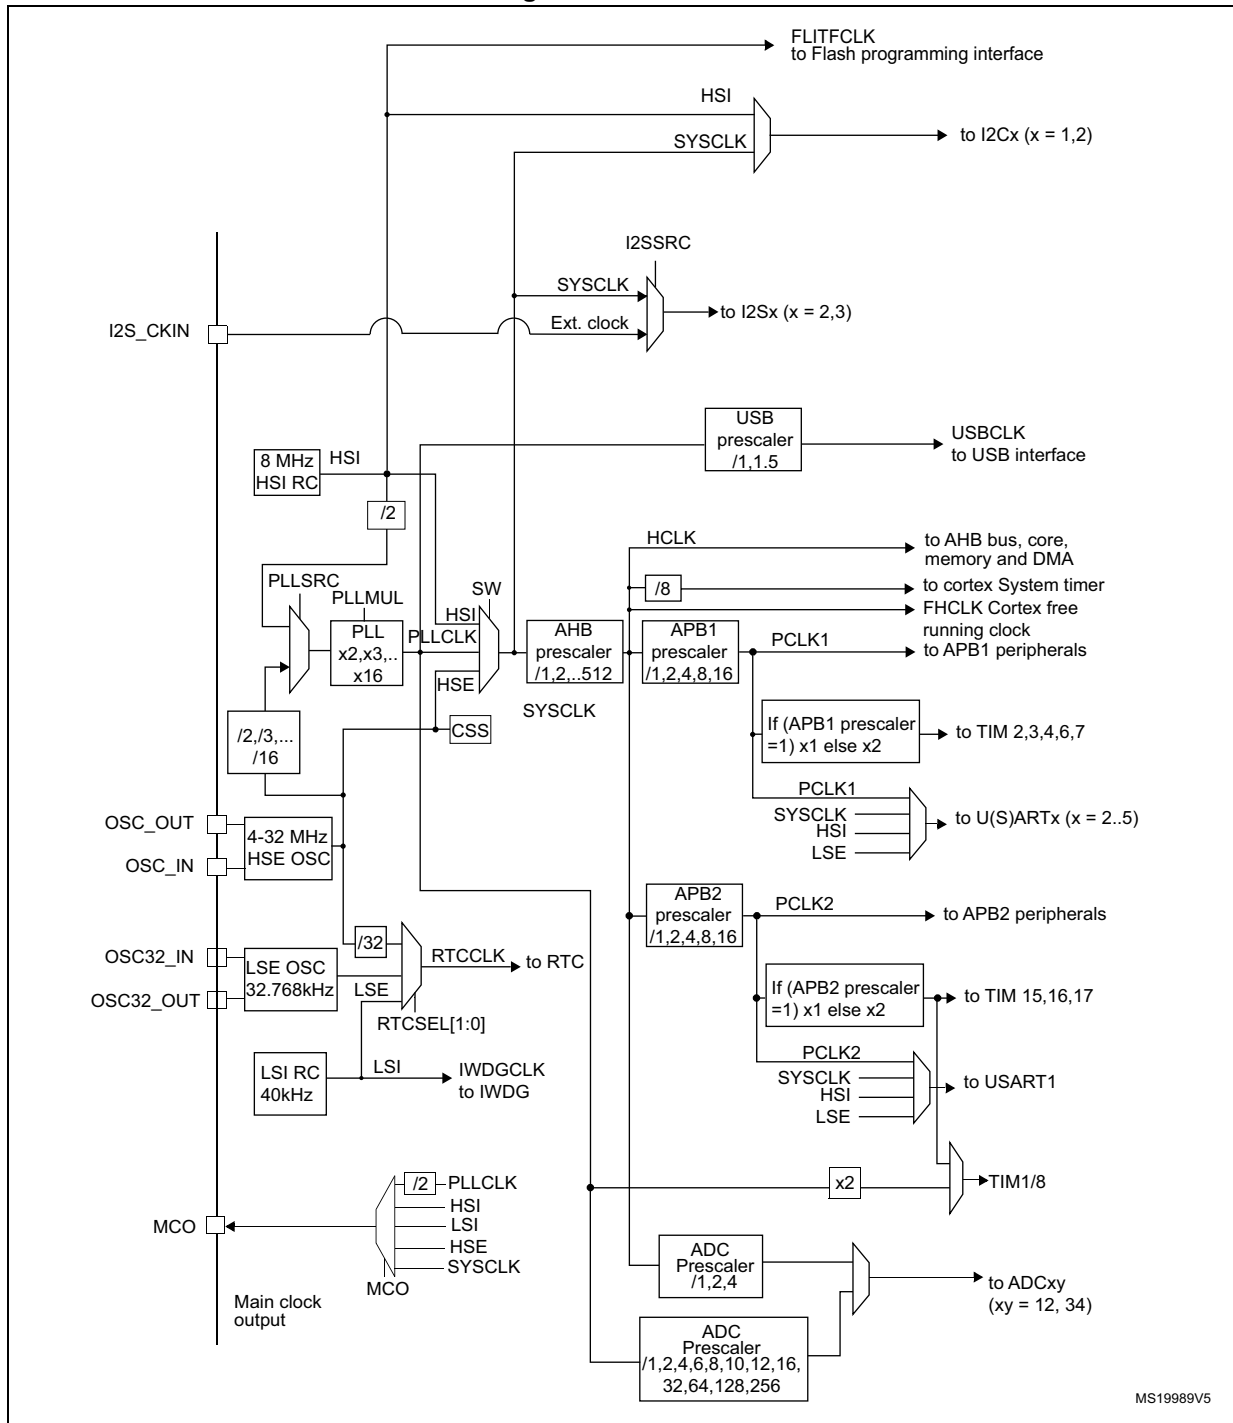 FLITFCLK
to Flash programming interface
HSI
to I2Cx (x = 1,2)
SYSCLK
I2SSRC
SYSCLK
to I2Sx (x = 2,3)
Ext. clock
I2S_CKIN
USB
prescaler
/1,1.5
USBCLK
to USB interface
8 MHz
HSI RC
HSI
/2
HCLK
to AHB bus, core,
memory and DMA
/8
to cortex System timer
FHCLK Cortex free
running clock
PLLSRC
PLLMUL
PLL
x2,x3,..
x16
SW
HSI
PLLCLK
HSE
AHB
prescaler
/1,2,..512
APB1
prescaler
/1,2,4,8,16
PCLK1
to APB1 peripherals
SYSCLK
/2,/3,...
/16
CSS
If (APB1 prescaler
=1) x1 else x2
to TIM 2,3,4,6,7
PCLK1
SYSCLK
HSI
LSE
to U(S)ARTx (x = 2..5)
OSC_OUT
OSC_IN
4-32 MHz
HSE OSC
APB2
prescaler
/1,2,4,8,16
PCLK2
to APB2 peripherals
/32
OSC32_IN
OSC32_OUT
LSE OSC
32.768kHz
LSE
RTCCLK
to RTC
RTCSEL[1:0]
If (APB2 prescaler
=1) x1 else x2
to TIM 15,16,17
LSI RC
40kHz
LSI
IWDGCLK
to IWDG
PCLK2
SYSCLK
HSI
LSE
to USART1
x2
TIM1/8
MCO
/2
PLLCLK
HSI
LSI
HSE
SYSCLK
MCO
Main clock
output
ADC
Prescaler
/1,2,4
to ADCxy
(xy = 12, 34)
ADC
Prescaler
/1,2,4,6,8,10,12,16,
32,64,128,256
MS19989V5